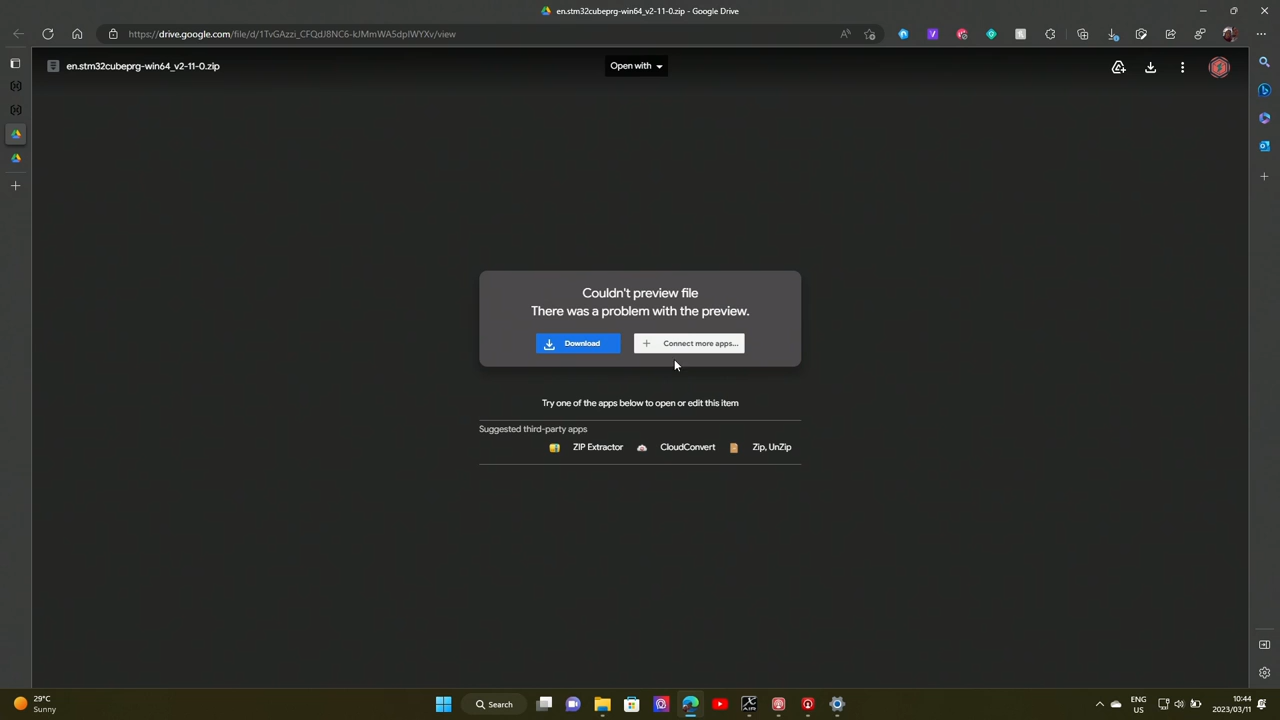 en.stm32cubeprg-win64_v2-11-0.zip - Google Drive
https://drive.google.com/file/d/1TvGAzzi_CFQdJ8NC6-kJMmWA5dpIWYXv/view
en.stm32cubeprg-win64_v2-11-0.zip
Open with
Couldn't preview file
There was a problem with the preview.
Download
Connect more apps...
Try one of the apps below to open or edit this item
Suggested third-party apps
ZIP Extractor
CloudConvert
Zip, UnZip
29°C
Sunny
Search
ENG
US
10:44
2023/03/11